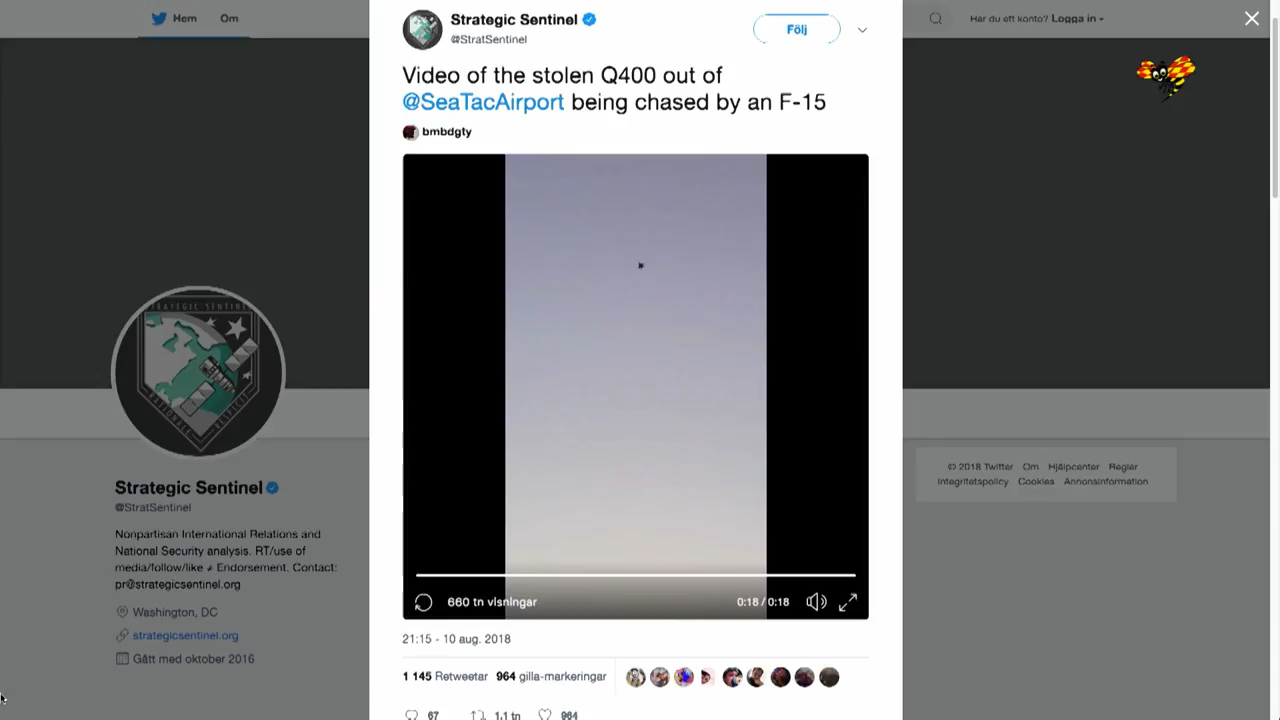 Hem Om
Har du ett konto? Logga in
Strategic Sentinel
@StratSentinel
Följ
Video of the stolen Q400 out of
@SeaTacAirport being chased by an F-15
bmbdgty
660 tn visningar
0:18 / 0:18
21:15 - 10 aug. 2018
1 145 Retweetar 964 gilla-markeringar
67 1,1 tn 964
Strategic Sentinel
@StratSentinel
Nonpartisan International Relations and
National Security analysis. RT/use of
media/follow/like ≠ Endorsement. Contact:
pr@strategicsentinel.org
Washington, DC
strategicsentinel.org
Gått med oktober 2016
© 2018 Twitter Om Hjälpcenter Regler
Integritetspolicy Cookies Annonsinformation